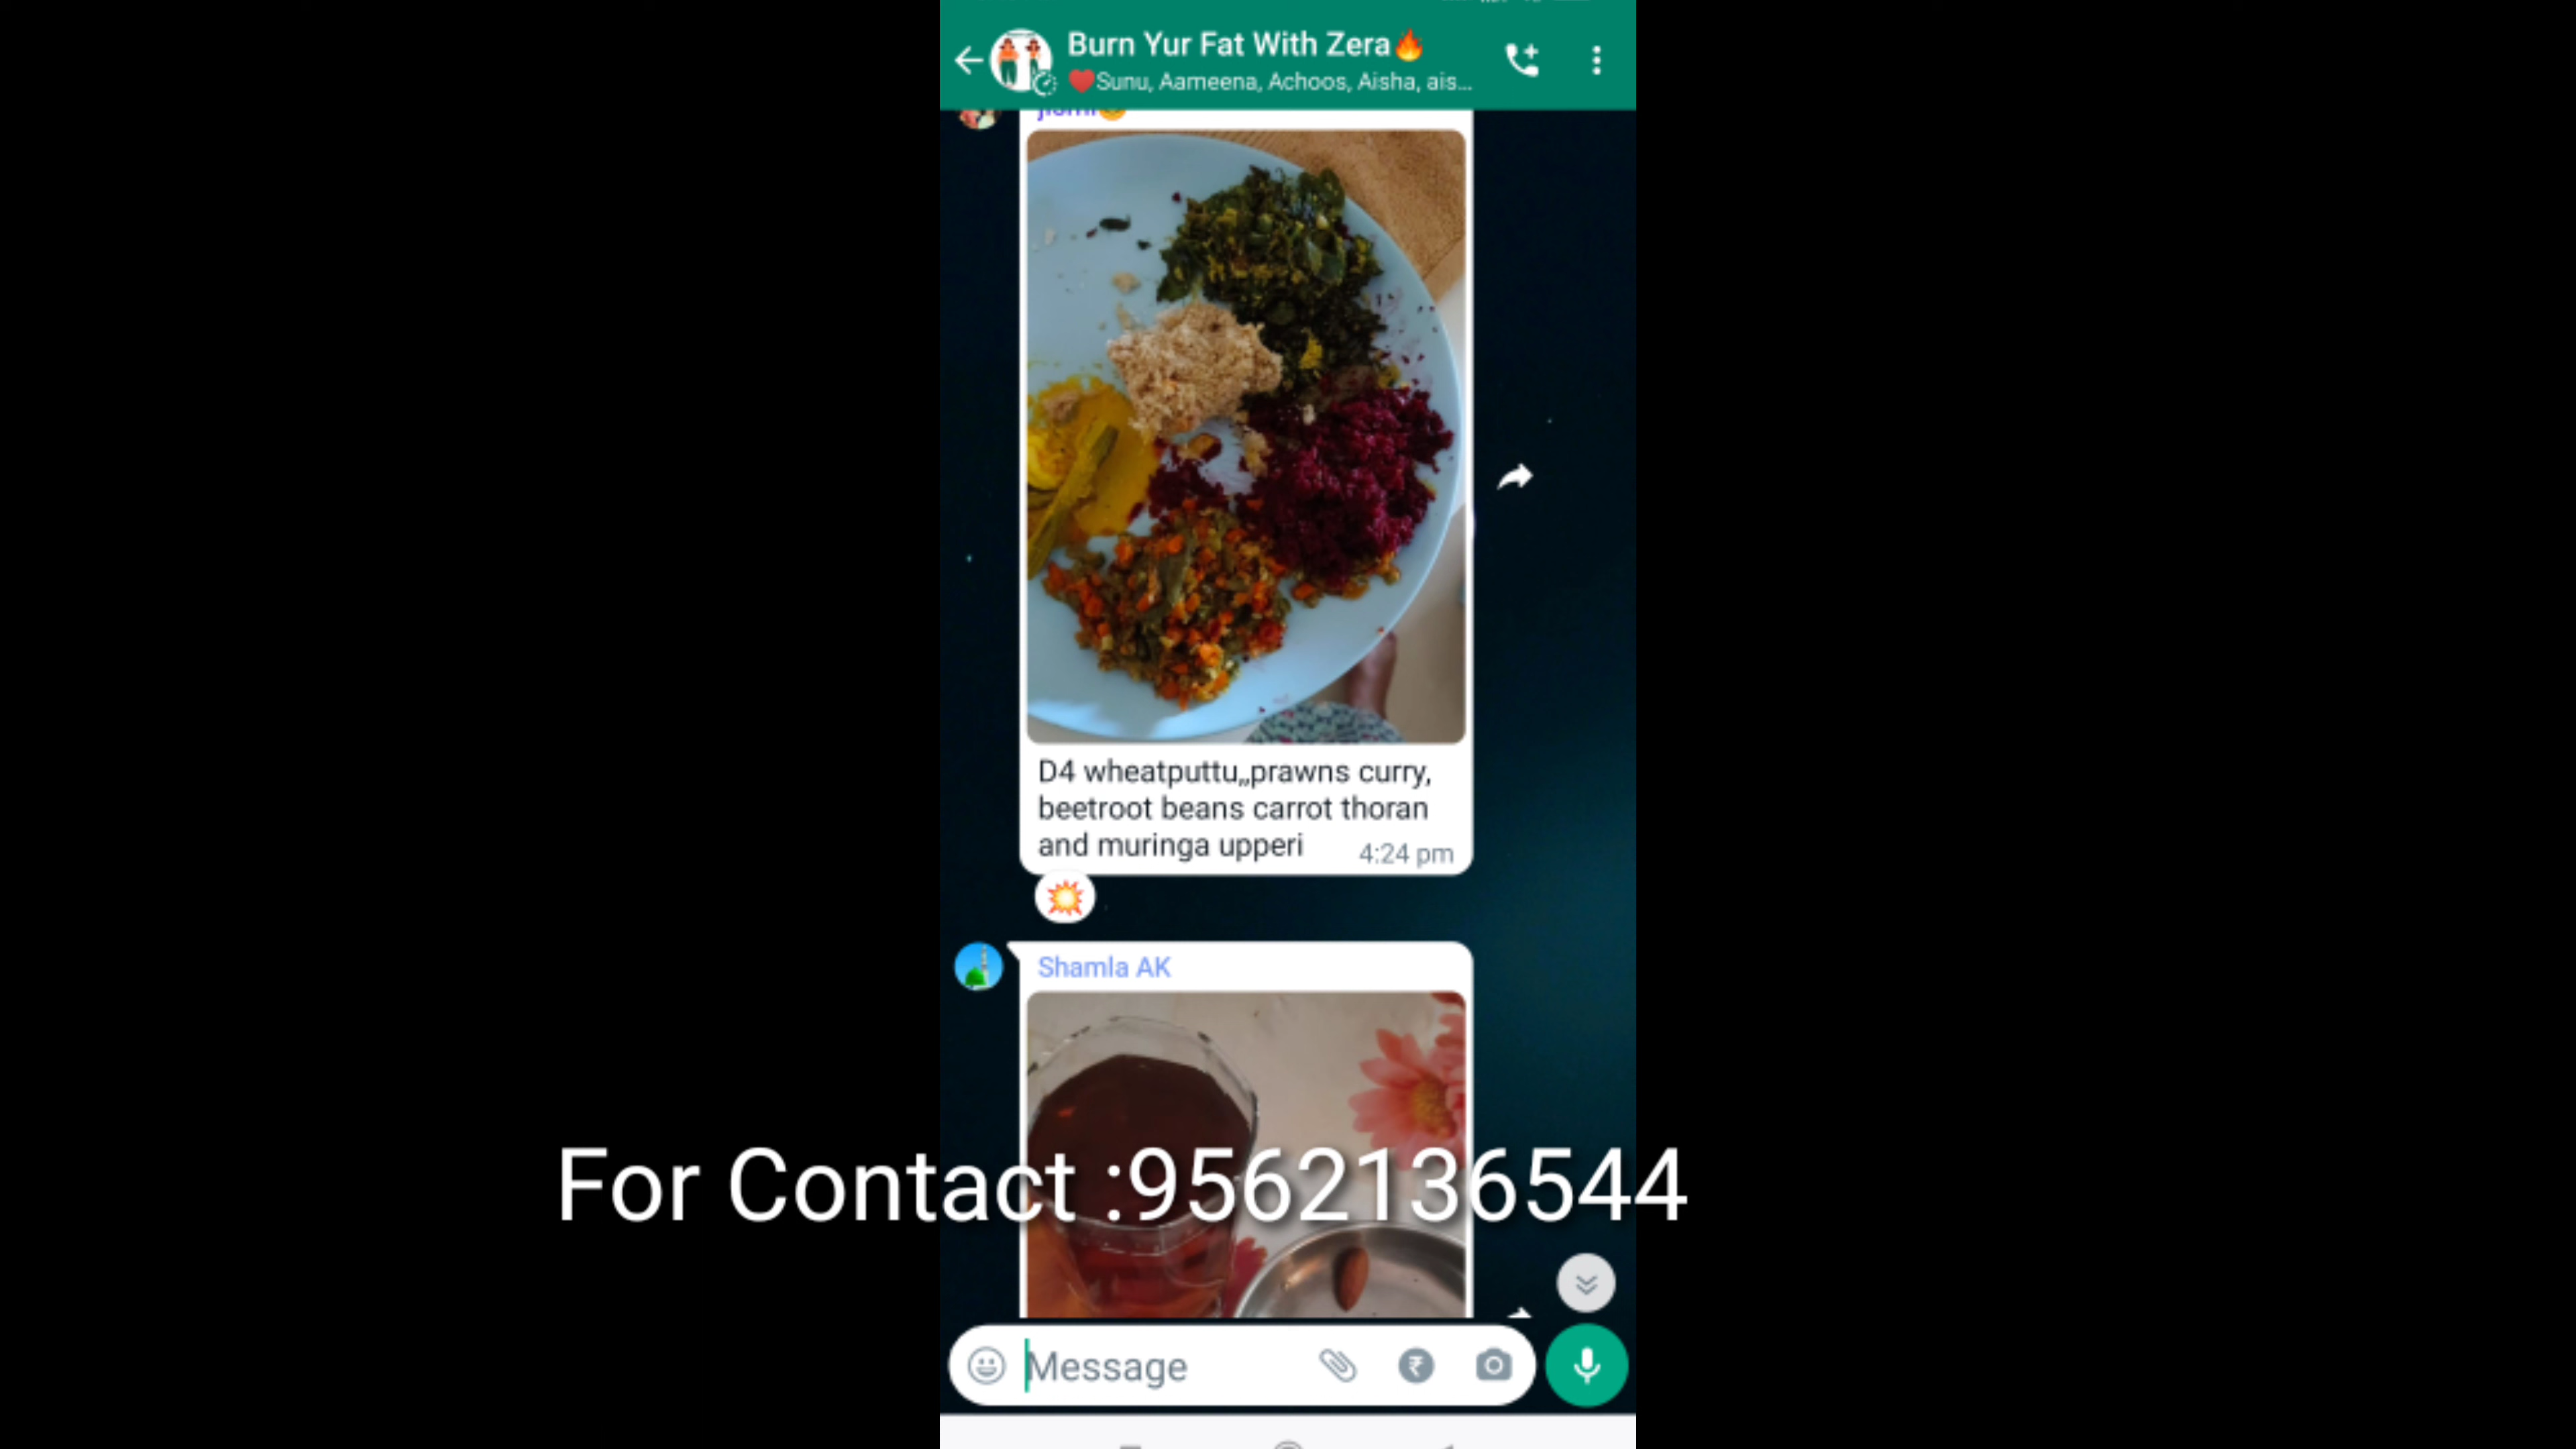 Burn Yur Fat With Zera🔥
❤️Sunu, Aameena, Achoos, Aisha, ais...
D4 wheatputtu,,prawns curry,
beetroot beans carrot thoran
and muringa upperi
4:24 pm
Shamla AK
For Contact :9562136544
Message